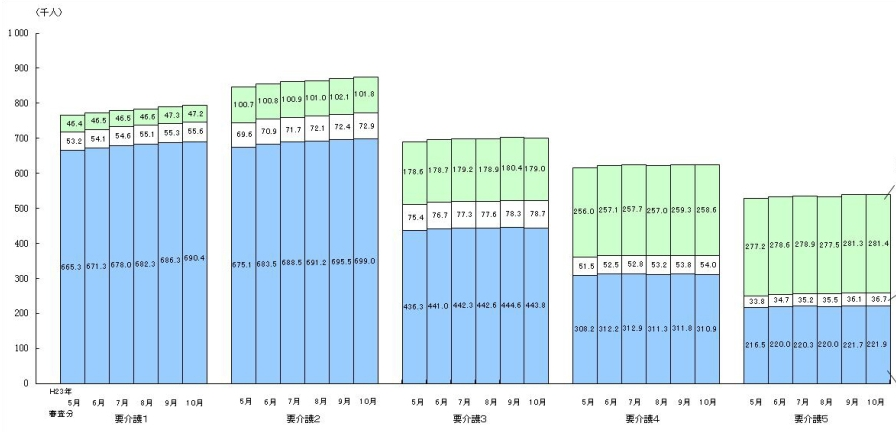 （千人）
1 000
900
800
700
600
500
400
300
200
100
0
46.4 46.5 46.5 46.6 47.3 47.2
53.2 54.1 54.6 55.1 55.3 55.6
665.3 671.3 678.0 682.3 686.3 690.4
100.7 100.8 100.9 101.0 102.1 101.8
69.6 70.9 71.7 72.1 72.4 72.9
675.1 683.5 688.5 691.2 695.5 699.0
178.6 178.7 179.2 178.9 180.4 179.0
75.4 76.7 77.3 77.6 78.3 78.7
436.3 441.0 442.3 442.6 444.6 443.8
256.0 257.1 257.7 257.0 259.3 258.6
51.5 52.5 52.8 53.2 53.8 54.0
308.2 312.2 312.9 311.3 311.8 310.9
277.2 278.6 278.9 277.5 281.3 281.4
33.8 34.7 35.2 35.5 36.1 36.7
216.5 220.0 220.3 220.0 221.7 221.9
H23年
5月 6月 7月 8月 9月 10月
5月 6月 7月 8月 9月 10月
5月 6月 7月 8月 9月 10月
5月 6月 7月 8月 9月 10月
5月 6月 7月 8月 9月 10月
審査分
要介護1 要介護2 要介護3 要介護4 要介護5